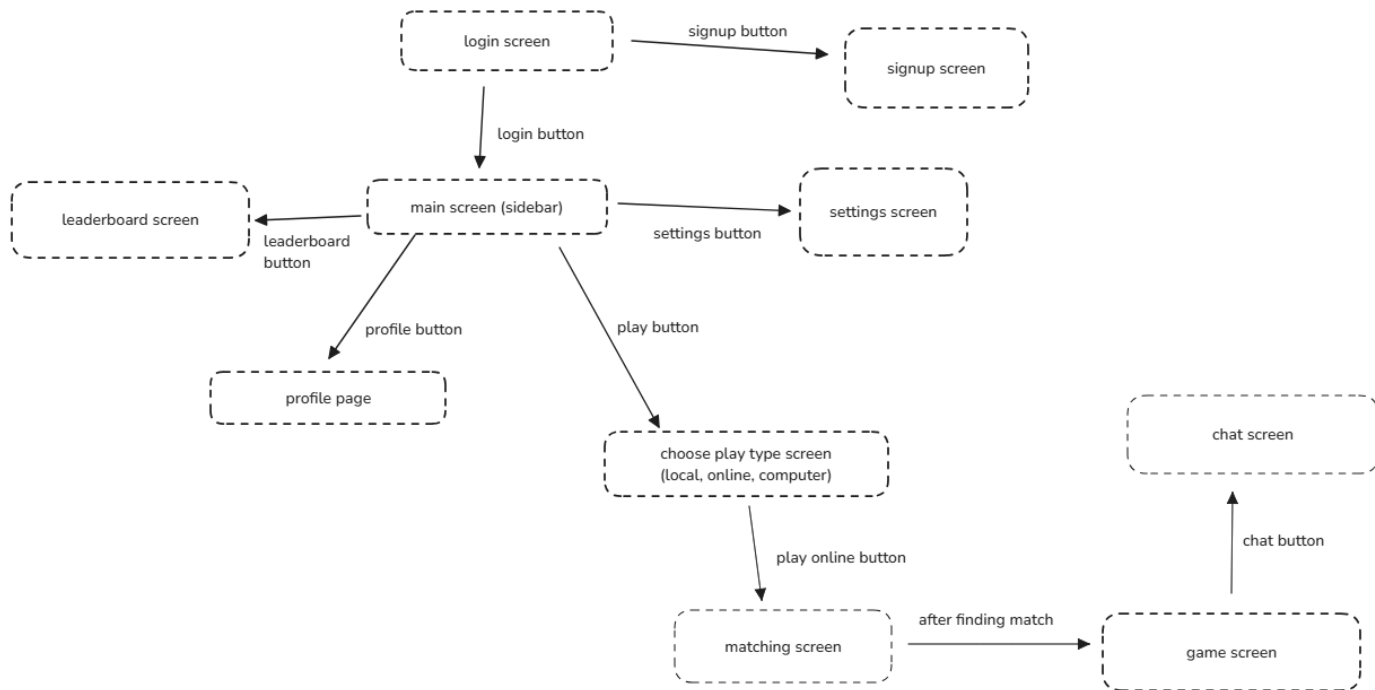 login screen
signup button
signup screen
login button
leaderboard screen
main screen (sidebar)
settings screen
leaderboard
button
settings button
profile button
play button
profile page
choose play type screen
(local, online, computer)
chat screen
play online button
chat button
matching screen
after finding match
game screen